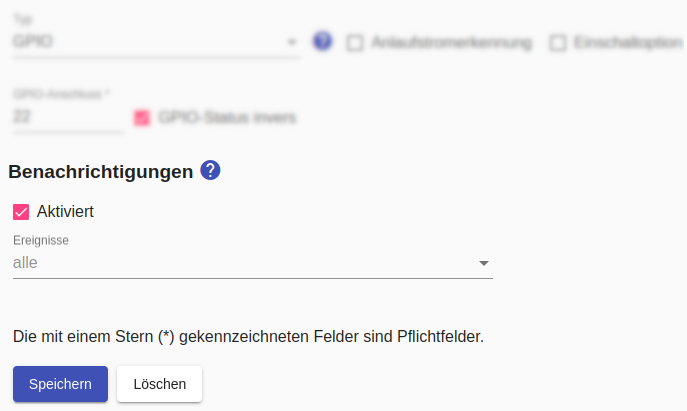 Typ
GPIO
Anlaufstromerkennung
Einschaltoption
GPIO-Anschluss *
22
GPIO-Status invers
Benachrichtigungen ?
Aktiviert
Ereignisse
alle
Die mit einem Stern (*) gekennzeichneten Felder sind Pflichtfelder.
Speichern
Löschen